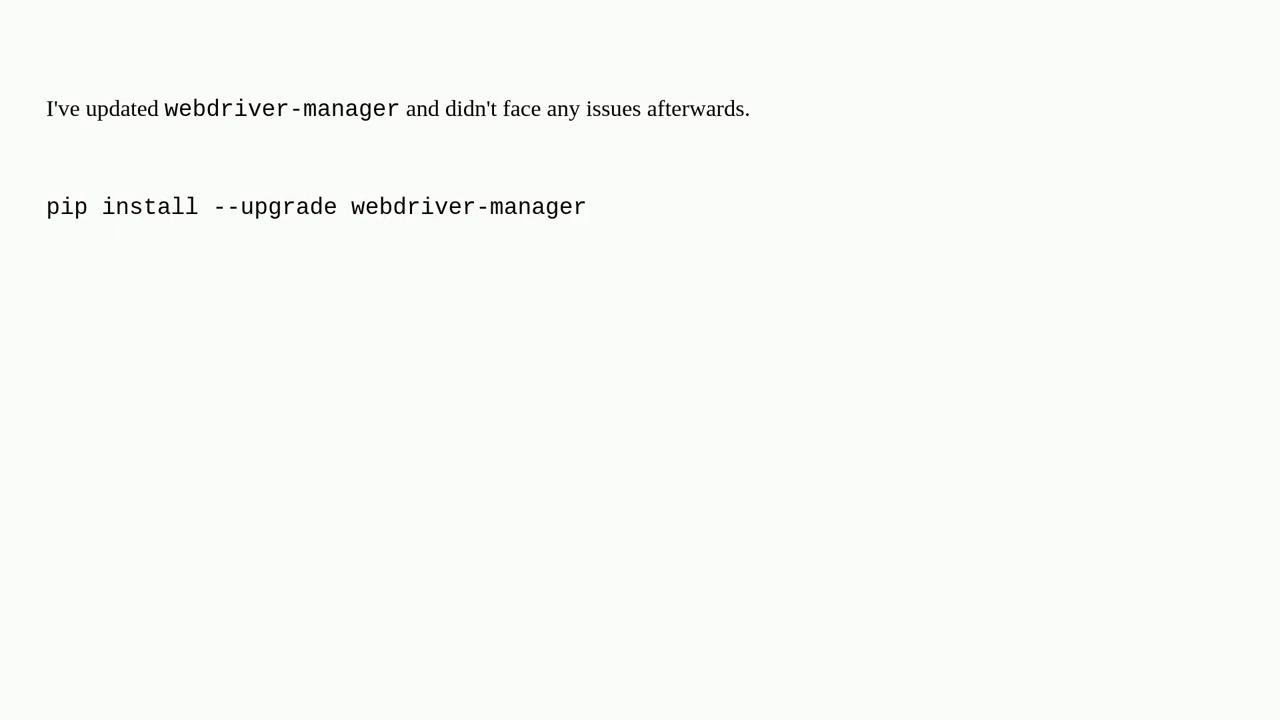 I've updated webdriver-manager and didn't face any issues afterwards.
pip install --upgrade webdriver-manager